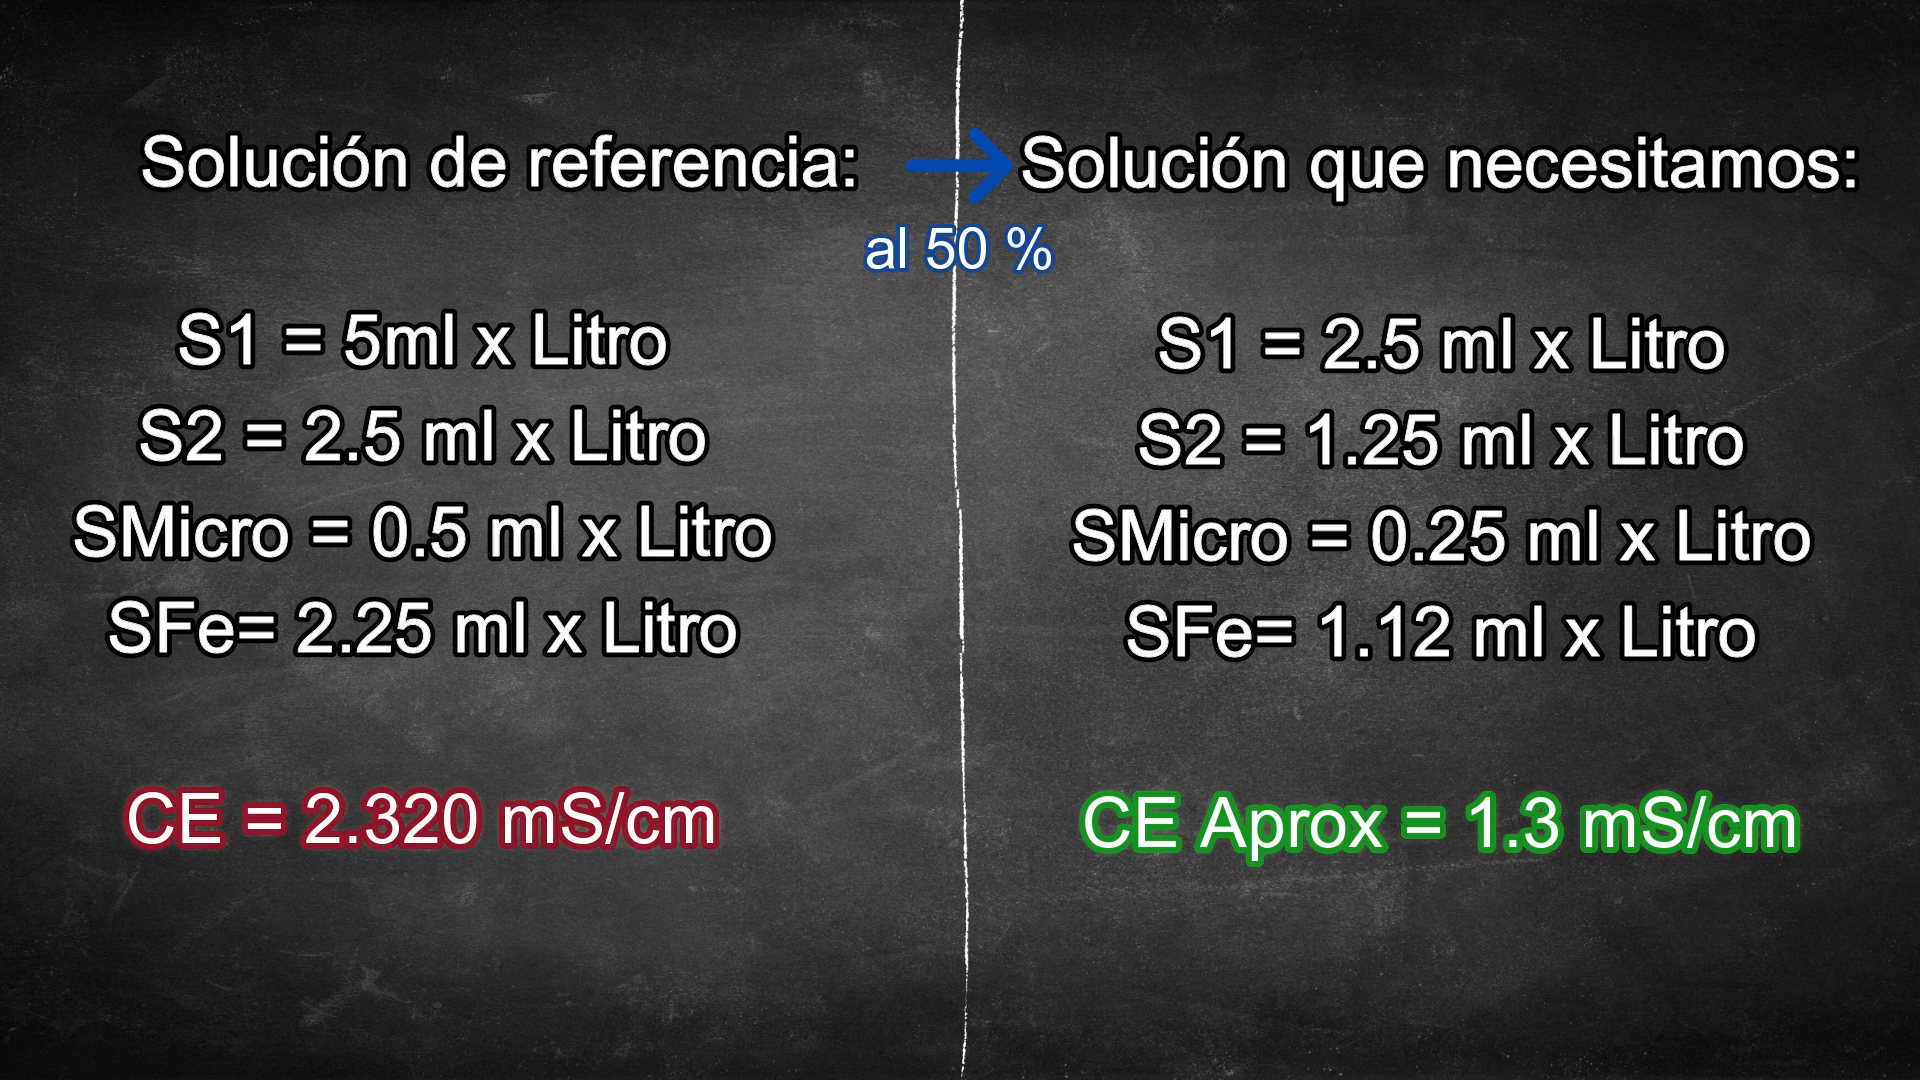 Solución de referencia:
S1 = 5ml x Litro
S2 = 2.5 ml x Litro
SMicro = 0.5 ml x Litro
SFe= 2.25 ml x Litro
CE = 2.320 mS/cm
al 50 %
Solución que necesitamos:
S1 = 2.5 ml x Litro
S2 = 1.25 ml x Litro
SMicro = 0.25 ml x Litro
SFe= 1.12 ml x Litro
CE Aprox = 1.3 mS/cm